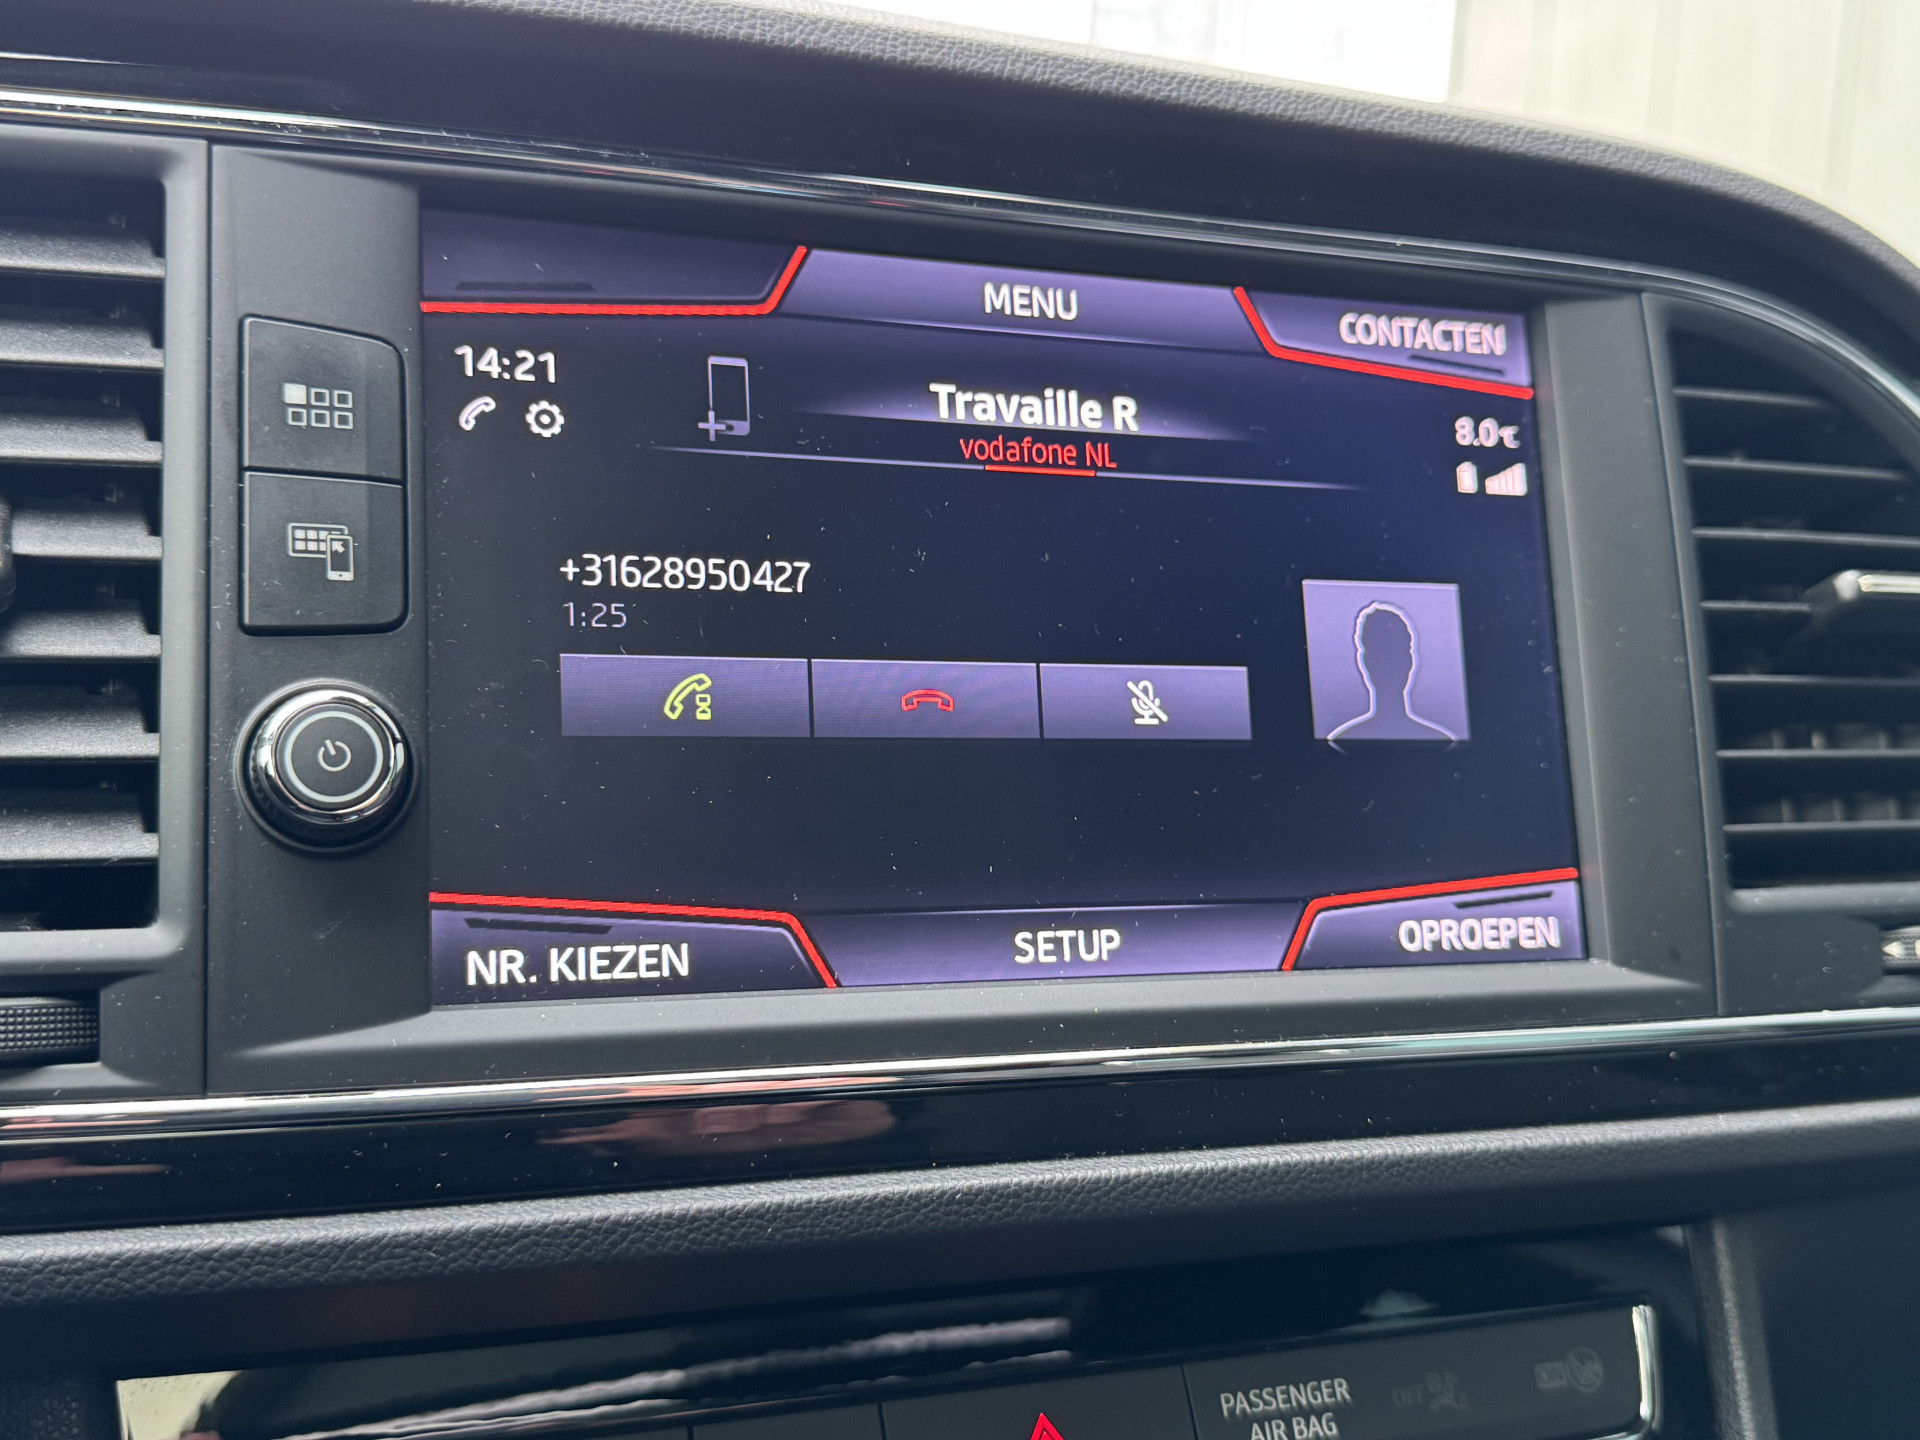 MENU
CONTACTEN
14:21
Travaille R
vodafone NL
8.0°C
+31628950427
1:25
NR. KIEZEN
SETUP
OPROEPEN
PASSENGER
AIR BAG
OFF